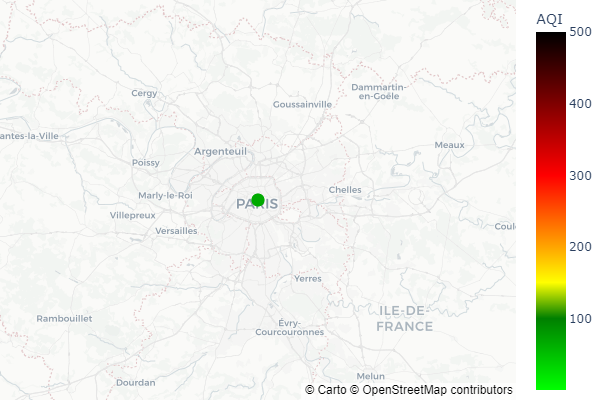 AQI
500
400
300
200
100
Dammartin-
en-Goële
Cergy
Goussainville
antes-la-Ville
Meaux
Argenteuil
Poissy
Chelles
Marly-le-Roi
PARIS
Villepreux
Versailles
Coul
Yerres
ILE-DE-
FRANCE
Rambouillet
Évry-
Courcouronnes
Dourdan
Melun
© Carto © OpenStreetMap contributors